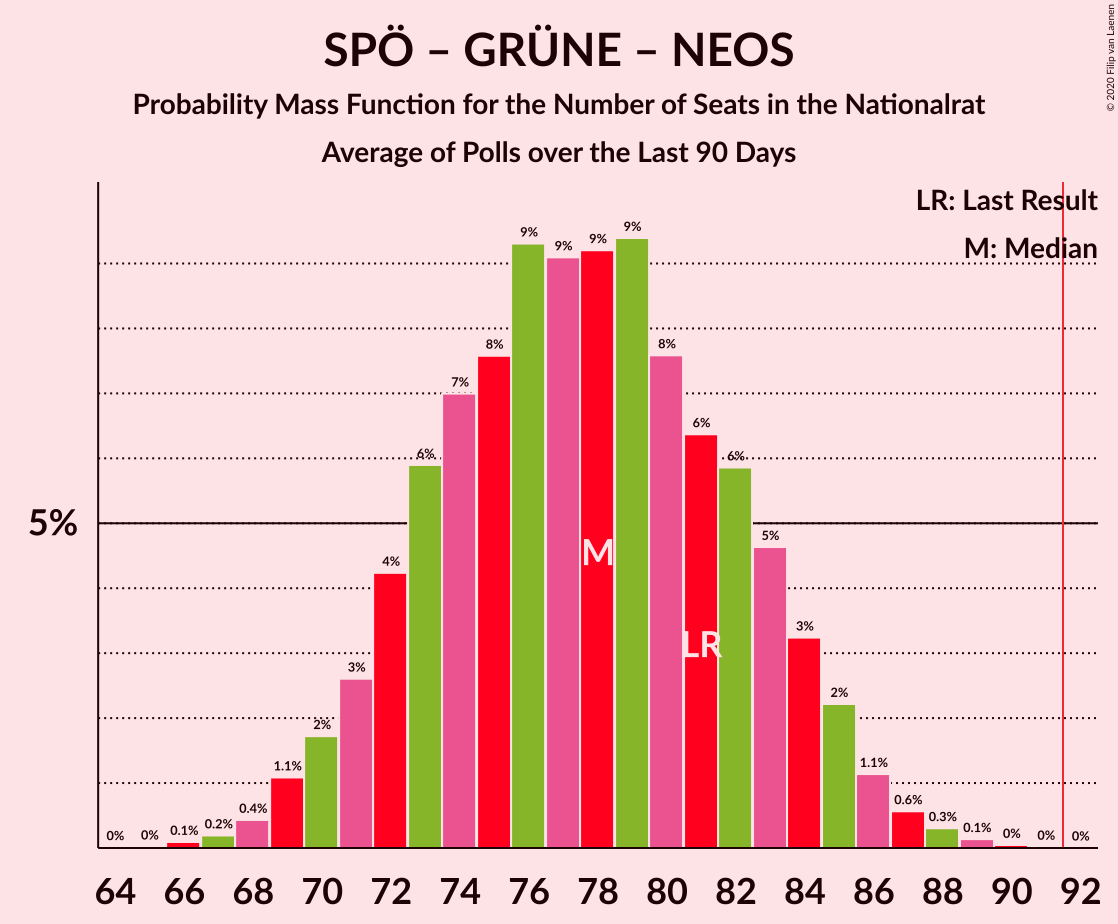 SPÖ – GRÜNE – NEOS
Probability Mass Function for the Number of Seats in the Nationalrat
Average of Polls over the Last 90 Days
© 2020 Filip van Laenen
LR: Last Result
M: Median
5%
0% 0% 0.1% 0.2% 0.4% 1.1% 2% 3% 4% 6% 7% 8% 9% 9% 9% 9% 8% 6% 6% 5% 3% 2% 1.1% 0.6% 0.3% 0.1% 0% 0% 0%
M
LR
64 66 68 70 72 74 76 78 80 82 84 86 88 90 92